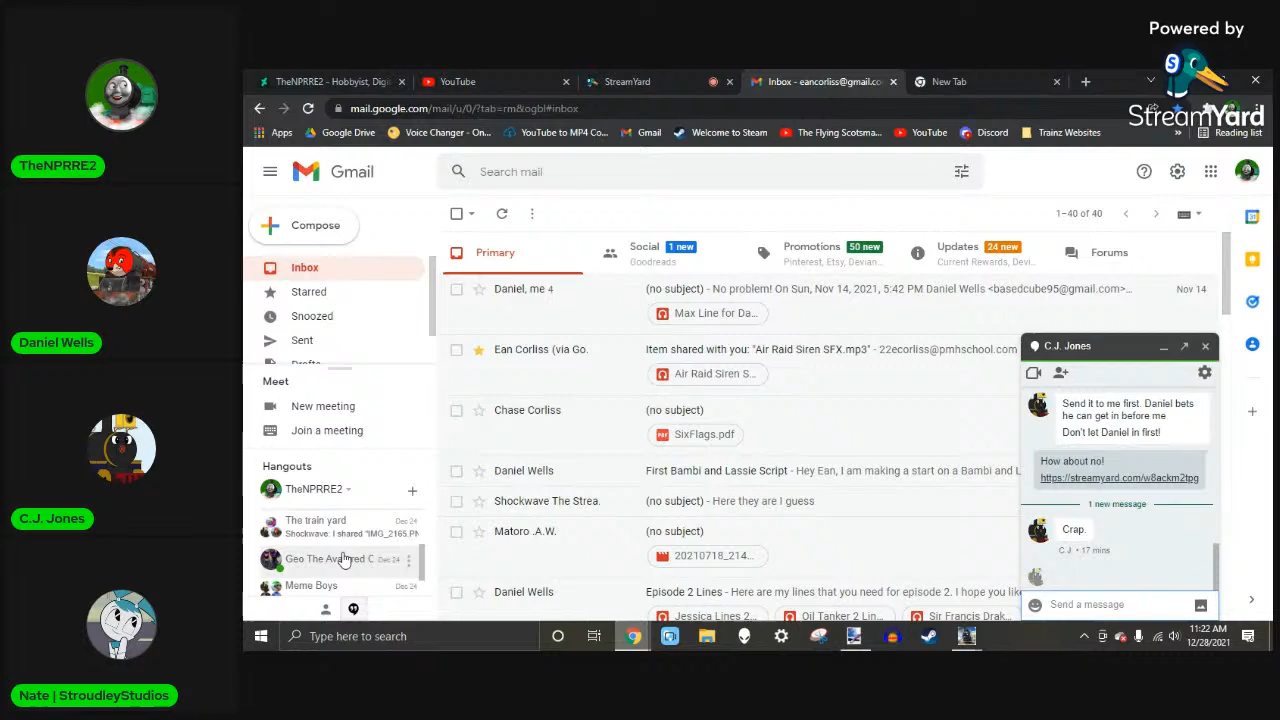 Powered by
StreamYard
TheNPRRE2
Daniel Wells
C.J. Jones
Nate | StroudleyStudios
TheNPRRE2 - Hobbyist, Digi
YouTube
StreamYard
Inbox - eancorliss@gmail.co
New Tab
mail.google.com/mail/u/0/?tab=rm&ogbl#inbox
Apps
Google Drive
Voice Changer - On...
YouTube to MP4 Co...
Gmail
Welcome to Steam
The Flying Scotsma...
YouTube
Discord
Trainz Websites
»
Reading list
Gmail
Search mail
Compose
1–40 of 40
Inbox
Starred
Snoozed
Sent
Drafts
Primary
Social
1 new
Goodreads
Promotions
50 new
Pinterest, Etsy, Devian...
Updates
24 new
Current Rewards, Devi...
Forums
Meet
New meeting
Join a meeting
Hangouts
TheNPRRE2
The train yard
Dec 24
Shockwave: I shared "IMG_2165.PN
Geo The Av
Dec 24
Meme Boys
Dec 24
Daniel, me 4
(no subject) - No problem! On Sun, Nov 14, 2021, 5:42 PM Daniel Wells <basedcube95@gmail.com>...
Nov 14
Max Line for Da...
Ean Corliss (via Go.
Item shared with you: "Air Raid Siren SFX.mp3" - 22ecorliss@pmhschool.com
Air Raid Siren S...
Chase Corliss
(no subject)
SixFlags.pdf
Daniel Wells
First Bambi and Lassie Script - Hey Ean, I am making a start on a Bambi and L
Shockwave The Strea.
(no subject) - Here they are I guess
Matoro .A.W.
(no subject)
20210718_214...
Daniel Wells
Episode 2 Lines - Here are my lines that you need for episode 2. I hope you like
Jessica Lines 2...
Oil Tanker 2 Lin...
Sir Francis Drak...
C.J. Jones
Send it to me first. Daniel bets
he can get in before me
Don't let Daniel in first!
How about no!
https://streamyard.com/w8ackm2tpg
1 new message
Crap.
C.J. • 17 mins
Send a message
Type here to search
11:22 AM
12/28/2021